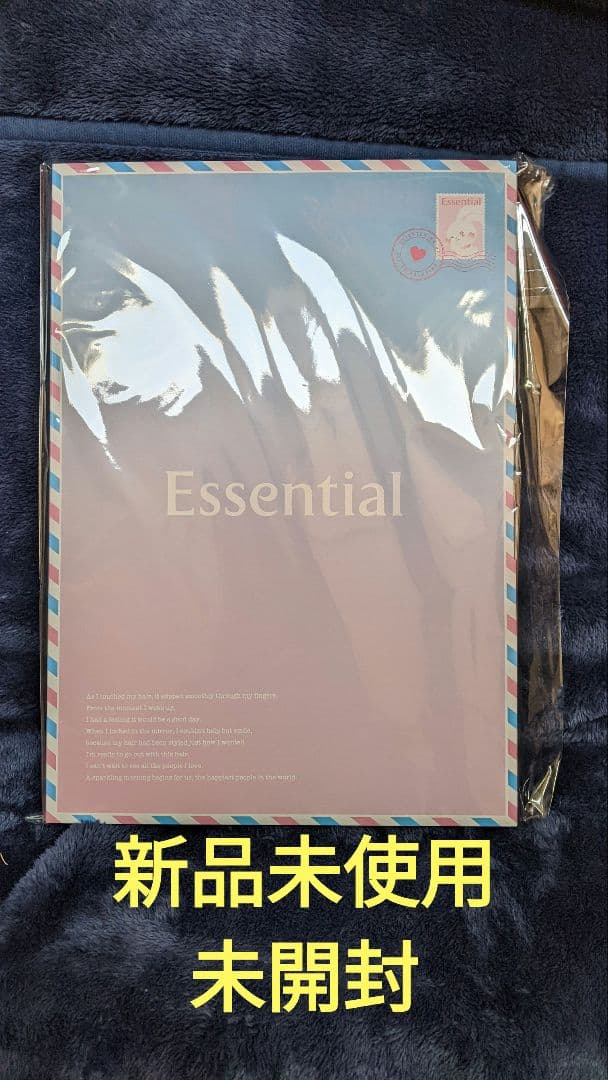 Essential
Essential
As I touched my hair, it slipped smoothly through my fingers.
From the moment I woke up,
I had a feeling it would be a good day.
When I looked in the mirror, I couldn't help but smile,
because my hair had been styled just how I wanted.
I'm ready to go out with this hair.
I can't wait to see all the people I love.
A sparkling morning begins for us, the happiest people in the world.
新品未使用
未開封